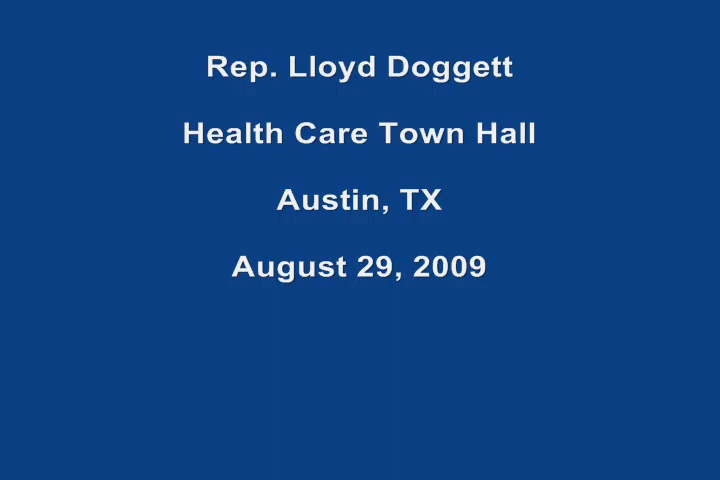 Rep. Lloyd Doggett
Health Care Town Hall
Austin, TX
August 29, 2009